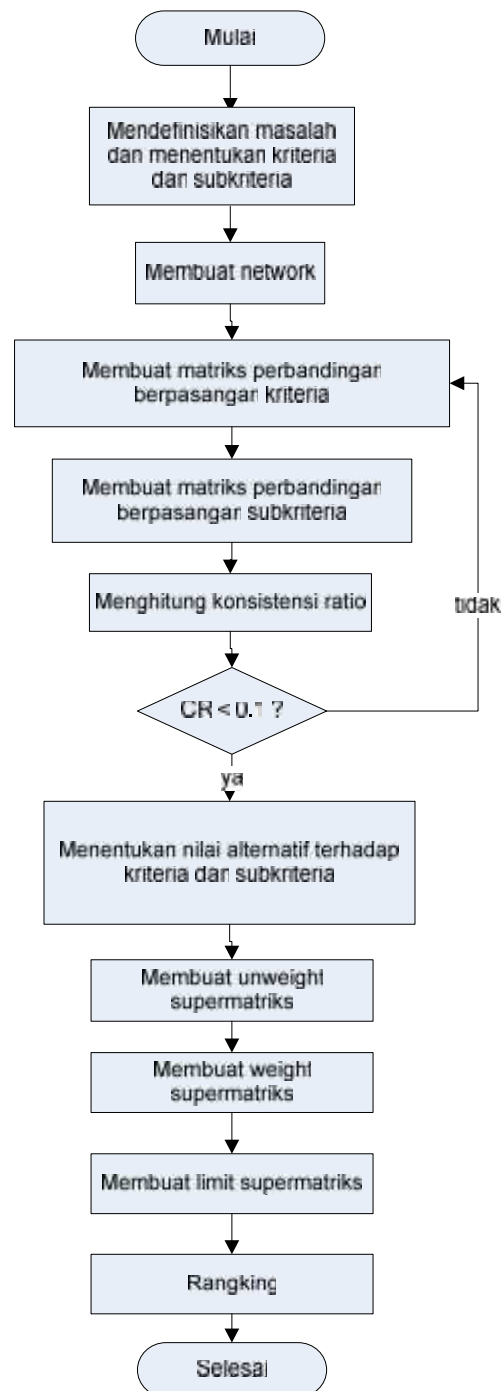 Mulai
Mendefinisikan masalah
dan menentukan kriteria
dan subkriteria
Membuat network
Membuat matriks perbandingan
berpasangan kriteria
Membuat matriks perbandingan
berpasangan subkriteria
Menghitung konsistensi ratio
tidak
CR < 0.1 ?
ya
Menentukan nilai alternatif terhadap
kriteria dan subkriteria
Membuat unweight
supermatriks
Membuat weight
supermatriks
Membuat limit supermatriks
Rangking
Selesai